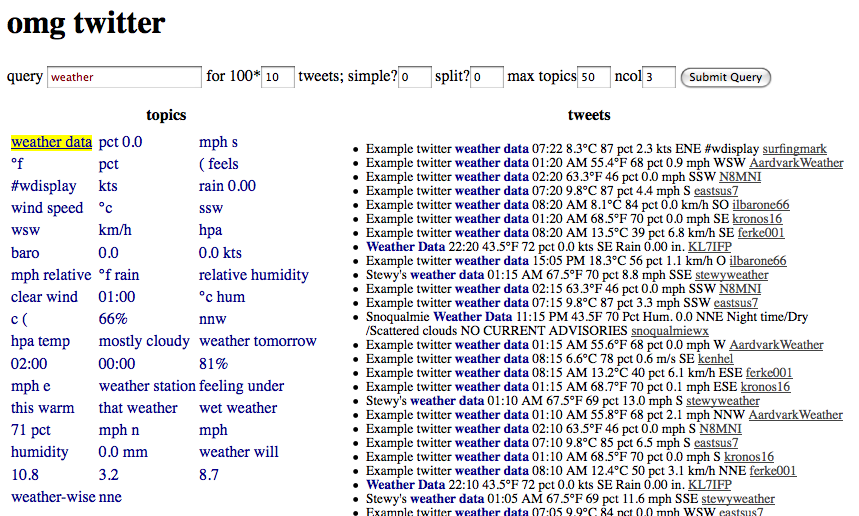 omg twitter
query weather for 100* 10 tweets; simple? 0 split? 0 max topics 50 ncol 3 Submit Query
topics
weather data pct 0.0 mph s
°f pct ( feels
#wdisplay kts rain 0.00
wind speed °c ssw
wsw km/h hpa
baro 0.0 0.0 kts
mph relative °f rain relative humidity
clear wind 01:00 °c hum
c ( 66% nnw
hpa temp mostly cloudy weather tomorrow
02:00 00:00 81%
mph e weather station feeling under
this warm that weather wet weather
71 pct mph n mph
humidity 0.0 mm weather will
10.8 3.2 8.7
weather-wise nne
tweets
Example twitter weather data 07:22 8.3°C 87 pct 2.3 kts ENE #wdisplay surfingmark
Example twitter weather data 01:20 AM 55.4°F 68 pct 0.9 mph WSW AardvarkWeather
Example twitter weather data 02:20 63.3°F 46 pct 0.0 mph SSW N8MNI
Example twitter weather data 07:20 9.8°C 87 pct 4.4 mph S eastsus7
Example twitter weather data 08:20 AM 8.1°C 84 pct 0.0 km/h SO ilbarone66
Example twitter weather data 01:20 AM 68.5°F 70 pct 0.0 mph SE kronos16
Example twitter weather data 08:20 AM 13.5°C 39 pct 6.8 km/h SE ferke001
Weather Data 22:20 43.5°F 72 pct 0.0 kts SE Rain 0.00 in. KL7IFP
Example twitter weather data 15:05 PM 18.3°C 56 pct 1.1 km/h O ilbarone66
Stewy's weather data 01:15 AM 67.5°F 70 pct 8.8 mph SSE stewyweather
Example twitter weather data 02:15 63.3°F 46 pct 0.0 mph SSW N8MNI
Example twitter weather data 07:15 9.8°C 87 pct 3.3 mph SSW eastsus7
Snoqualmie Weather Data 11:15 PM 43.5F 70 Pct Hum. 0.0 NNE Night time/Dry
/Scattered clouds NO CURRENT ADVISORIES snoqualmiewx
Example twitter weather data 01:15 AM 55.6°F 68 pct 0.0 mph W AardvarkWeather
Example twitter weather data 08:15 6.6°C 78 pct 0.6 m/s SE kenhel
Example twitter weather data 08:15 AM 13.2°C 40 pct 6.1 km/h ESE ferke001
Example twitter weather data 01:15 AM 68.7°F 70 pct 0.1 mph ESE kronos16
Stewy's weather data 01:10 AM 67.5°F 69 pct 13.0 mph S stewyweather
Example twitter weather data 01:10 AM 55.8°F 68 pct 2.1 mph NNW AardvarkWeather
Example twitter weather data 02:10 63.5°F 46 pct 0.0 mph S N8MNI
Example twitter weather data 07:10 9.8°C 85 pct 6.5 mph S eastsus7
Example twitter weather data 01:10 AM 68.5°F 70 pct 0.0 mph S kronos16
Example twitter weather data 08:10 AM 12.4°C 50 pct 3.1 km/h NNE ferke001
Weather Data 22:10 43.5°F 72 pct 0.0 kts SE Rain 0.00 in. KL7IFP
Stewy's weather data 01:05 AM 67.5°F 69 pct 11.6 mph SSE stewyweather
Example twitter weather data 07:05 9.9°C 84 pct 0.0 mph WSW eastsus7